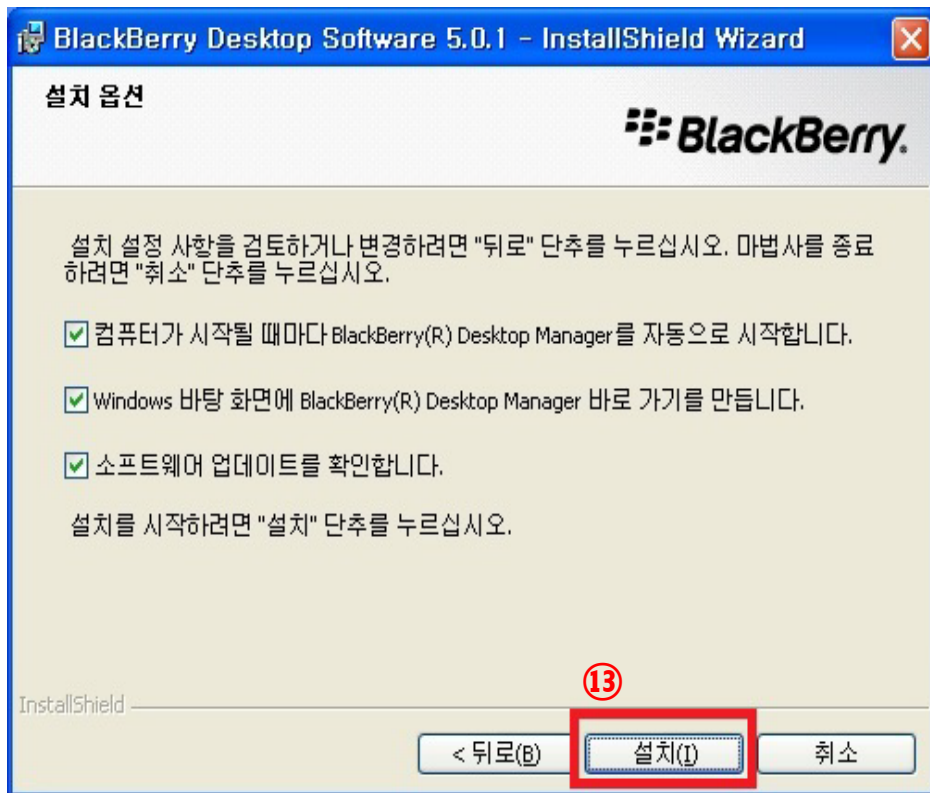 BlackBerry Desktop Software 5.0.1 - InstallShield Wizard
설치 옵션
BlackBerry.
설치 설정 사항을 검토하거나 변경하려면 "뒤로" 단추를 누르십시오. 마법사를 종료
하려면 "취소" 단추를 누르십시오.
컴퓨터가 시작될 때마다 BlackBerry(R) Desktop Manager를 자동으로 시작합니다.
Windows 바탕 화면에 BlackBerry(R) Desktop Manager 바로 가기를 만듭니다.
소프트웨어 업데이트를 확인합니다.
설치를 시작하려면 "설치" 단추를 누르십시오.
⑬
InstallShield
< 뒤로(B) 설치(I) 취소